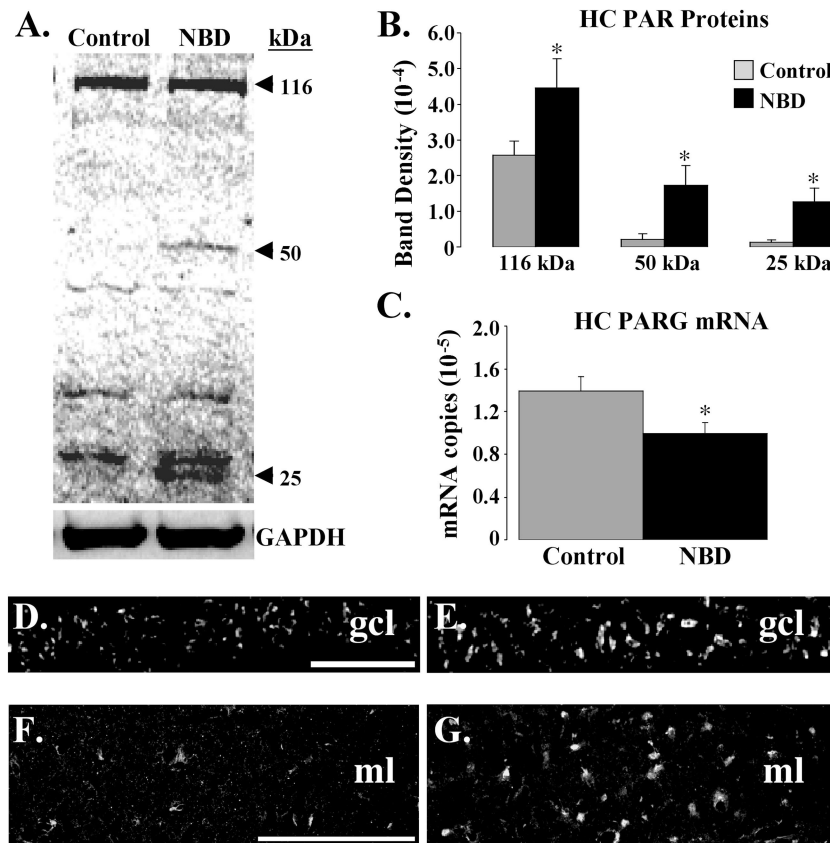 A.
Control NBD kDa
116
50
25
GAPDH
B.
HC PAR Proteins
Band Density (10⁻⁴)
6.0
5.0
4.0
3.0
2.0
1.0
0
* * *
Control
NBD
116 kDa 50 kDa 25 kDa
C.
HC PARG mRNA
mRNA copies (10⁻⁵)
2.0
1.6
1.2
0.8
0.4
0
*
Control NBD
D. gcl
E. gcl
F. ml
G. ml